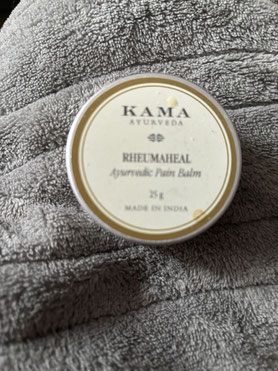 KAMA
AYURVEDA
RHEUMAHEAL
Ayurvedic Pain Balm
25 g
MADE IN INDIA